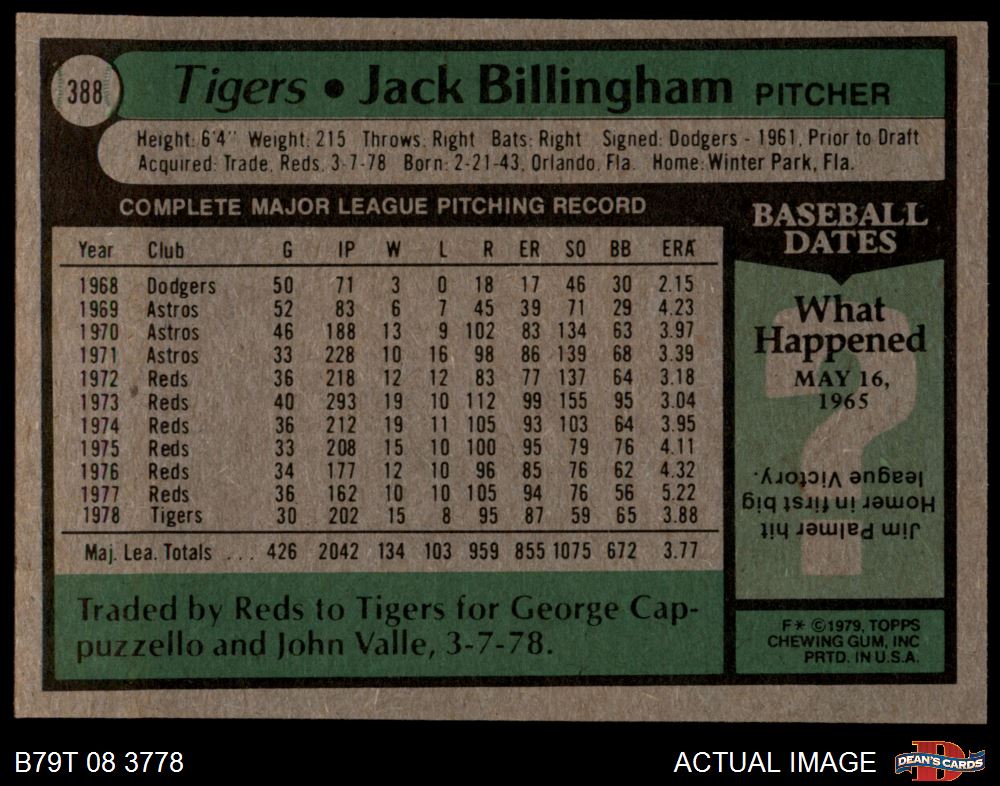 388
Tigers • Jack Billingham PITCHER
Height: 6'4" Weight: 215 Throws: Right Bats: Right Signed: Dodgers - 1961, Prior to Draft
Acquired: Trade, Reds, 3-7-78 Born: 2-21-43, Orlando, Fla. Home: Winter Park, Fla.
COMPLETE MAJOR LEAGUE PITCHING RECORD
Year Club G IP W L R ER SO BB ERA
1968 Dodgers 50 71 3 0 18 17 46 30 2.15
1969 Astros 52 83 6 7 45 39 71 29 4.23
1970 Astros 46 188 13 9 102 83 134 63 3.97
1971 Astros 33 228 10 16 98 86 139 68 3.39
1972 Reds 36 218 12 12 83 77 137 64 3.18
1973 Reds 40 293 19 10 112 99 155 95 3.04
1974 Reds 36 212 19 11 105 93 103 64 3.95
1975 Reds 33 208 15 10 100 95 79 76 4.11
1976 Reds 34 177 12 10 96 85 76 62 4.32
1977 Reds 36 162 10 10 105 94 76 56 5.22
1978 Tigers 30 202 15 8 95 87 59 65 3.88
Maj. Lea. Totals ... 426 2042 134 103 959 855 1075 672 3.77
Traded by Reds to Tigers for George Cap-
puzzello and John Valle, 3-7-78.
BASEBALL
DATES
What
Happened
MAY 16,
1965
?
Jim Palmer hit
Homer in first big
league Victory.
F* ©1979, TOPPS
CHEWING GUM, INC
PRTD. IN U.S.A.
B79T 08 3778
ACTUAL IMAGE
DEAN'S CARDS